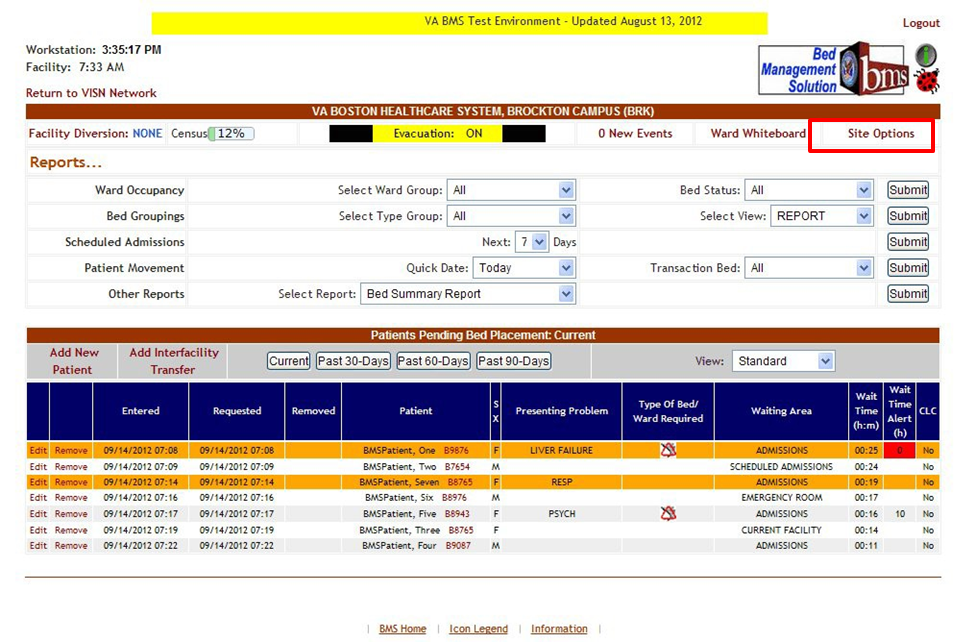 VA BMS Test Environment - Updated August 13, 2012
Logout
Workstation: 3:35:17 PM
Facility: 7:33 AM
Return to VISN Network
Bed Management Solution bms
VA BOSTON HEALTHCARE SYSTEM, BROCKTON CAMPUS (BRK)
Facility Diversion: NONE Census 12% Evacuation: ON 0 New Events Ward Whiteboard Site Options
Reports...
Ward Occupancy Select Ward Group: All Bed Status: All Submit
Bed Groupings Select Type Group: All Select View: REPORT Submit
Scheduled Admissions Next: 7 Days Submit
Patient Movement Quick Date: Today Transaction Bed: All Submit
Other Reports Select Report: Bed Summary Report Submit
Patients Pending Bed Placement: Current
Add New Patient Add Interfacility Transfer Current Past 30-Days Past 60-Days Past 90-Days View: Standard
Entered Requested Removed Patient SX Presenting Problem Type Of Bed/ Ward Required Waiting Area Wait Time (h:m) Wait Time Alert (h) CLC
Edit Remove 09/14/2012 07:08 09/14/2012 07:08 BMSPatient, One B9876 F LIVER FAILURE ADMISSIONS 00:25 0 No
Edit Remove 09/14/2012 07:09 09/14/2012 07:09 BMSPatient, Two B7654 M SCHEDULED ADMISSIONS 00:24 No
Edit Remove 09/14/2012 07:14 09/14/2012 07:14 BMSPatient, Seven B8765 F RESP ADMISSIONS 00:19 No
Edit Remove 09/14/2012 07:16 09/14/2012 07:16 BMSPatient, Six B8976 M EMERGENCY ROOM 00:17 No
Edit Remove 09/14/2012 07:17 09/14/2012 07:17 BMSPatient, Five B8943 F PSYCH ADMISSIONS 00:16 10 No
Edit Remove 09/14/2012 07:19 09/14/2012 07:19 BMSPatient, Three B8765 F CURRENT FACILITY 00:14 No
Edit Remove 09/14/2012 07:22 09/14/2012 07:22 BMSPatient, Four B9087 M ADMISSIONS 00:11 No
| BMS Home | Icon Legend | Information |